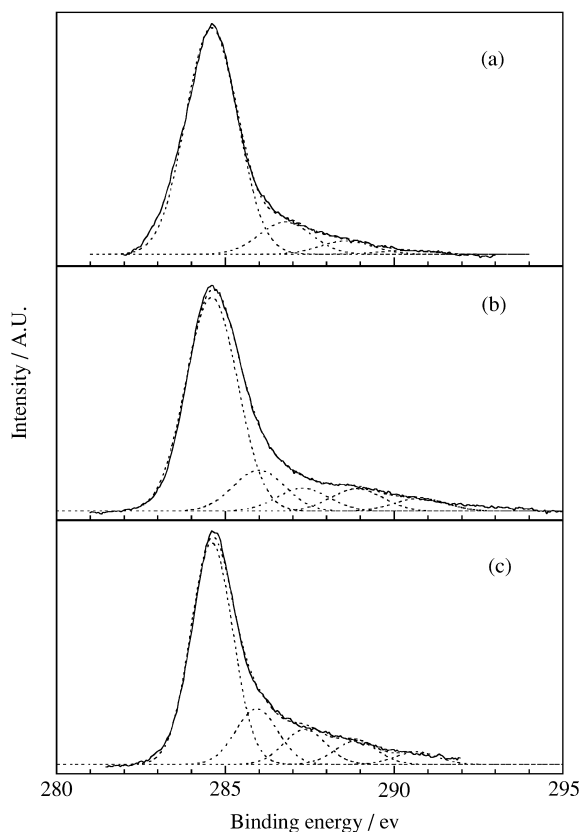 (a)
(b)
(c)
Intensity / A.U.
280
285
290
295
Binding energy / ev